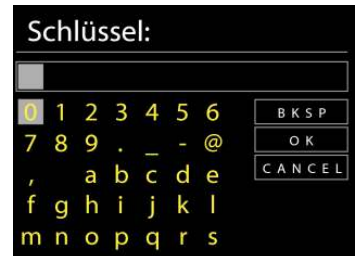 Schlüssel:
0 1 2 3 4 5 6
BKSP
7 8 9 . _ - @
OK
, a b c d e
CANCEL
f g h i j k l
m n o p q r s